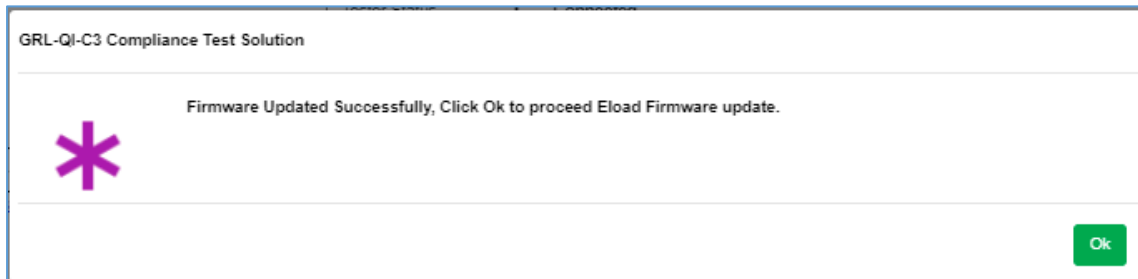 GRL-QI-C3 Compliance Test Solution
Firmware Updated Successfully, Click Ok to proceed Eload Firmware update.
Ok